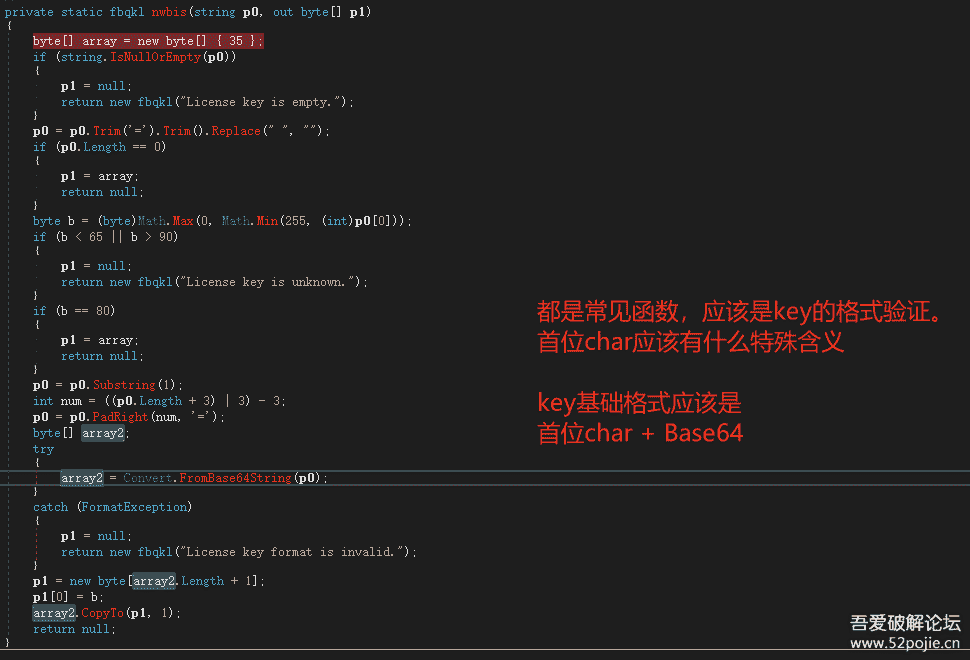 private static fbqkl nwbis(string p0, out byte[] p1)
{
byte[] array = new byte[] { 35 };
if (string.IsNullOrEmpty(p0))
{
p1 = null;
return new fbqkl("License key is empty.");
}
p0 = p0.Trim('=').Trim().Replace(" ", "");
if (p0.Length == 0)
{
p1 = array;
return null;
}
byte b = (byte)Math.Max(0, Math.Min(255, (int)p0[0]));
if (b < 65 || b > 90)
{
p1 = null;
return new fbqkl("License key is unknown.");
}
if (b == 80)
{
p1 = array;
return null;
}
p0 = p0.Substring(1);
int num = ((p0.Length + 3) | 3) - 3;
p0 = p0.PadRight(num, '=');
byte[] array2;
try
{
array2 = Convert.FromBase64String(p0);
}
catch (FormatException)
{
p1 = null;
return new fbqkl("License key format is invalid.");
}
p1 = new byte[array2.Length + 1];
p1[0] = b;
array2.CopyTo(p1, 1);
return null;
}
都是常见函数，应该是key的格式验证。
首位char应该有什么特殊含义
key基础格式应该是
首位char + Base64
吾爱破解论坛
www.52pojie.cn